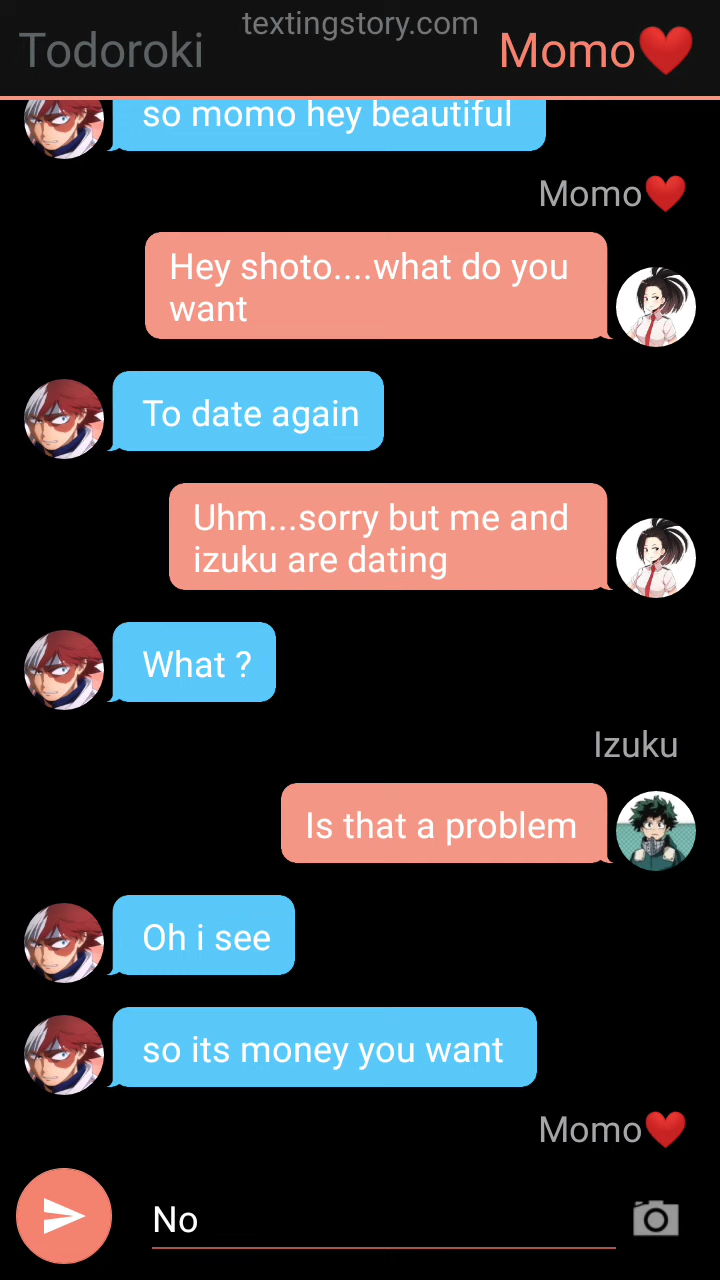 textingstory.com
Todoroki
Momo❤️
so momo hey beautiful
Momo❤️
Hey shoto....what do you
want
To date again
Uhm...sorry but me and
izuku are dating
What ?
Izuku
Is that a problem
Oh i see
so its money you want
Momo❤️
No